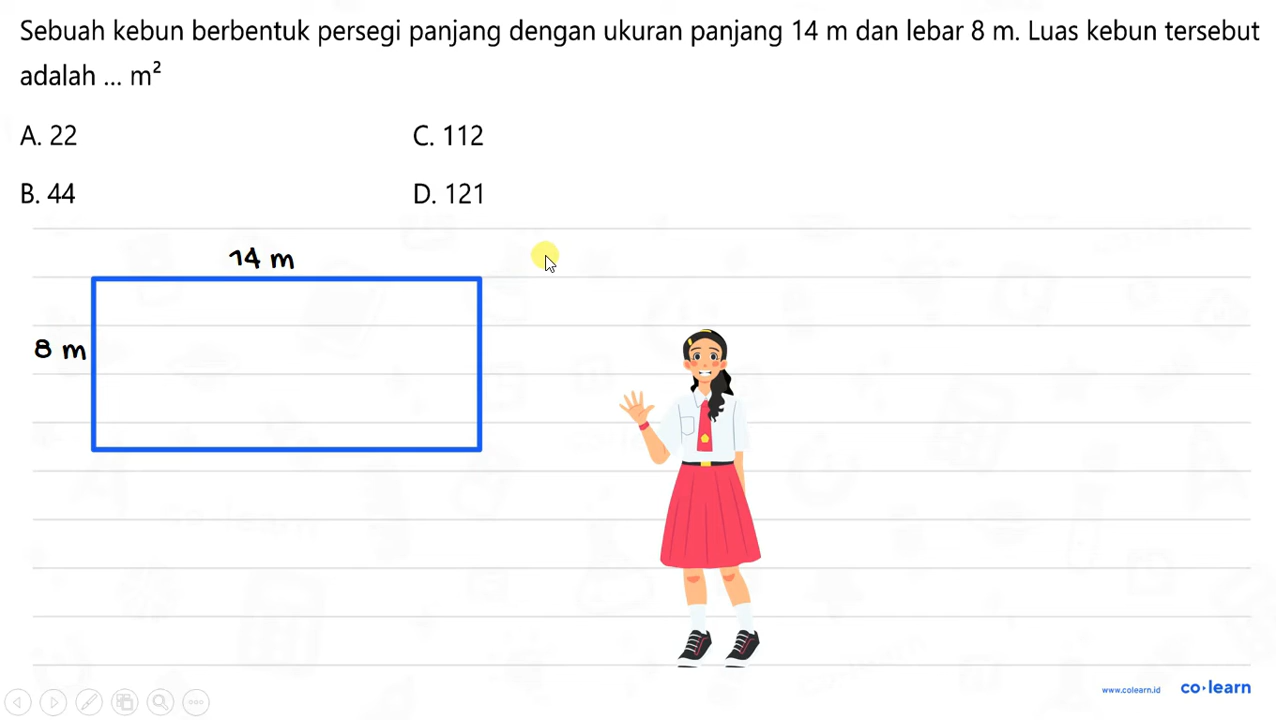 Sebuah kebun berbentuk persegi panjang dengan ukuran panjang 14 m dan lebar 8 m. Luas kebun tersebut
adalah ... m²
A. 22
C. 112
B. 44
D. 121
14 m
8 m
www.colearn.id
co·learn